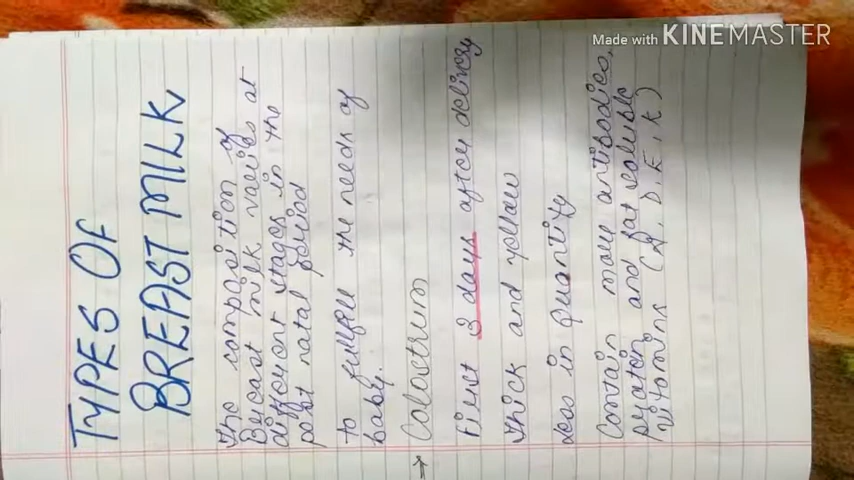 Made with KINEMASTER
TYPES OF
BREAST MILK
The composition of
Breast milk varies at
different stages in the
post natal period
to fulfill the needs of
baby.
→ Colostrum
First 3 days after delivery
Thick and yellow
Less in quantity
Contain more antibodies,
protein and fat soluble
vitamins (A, D, E, K)